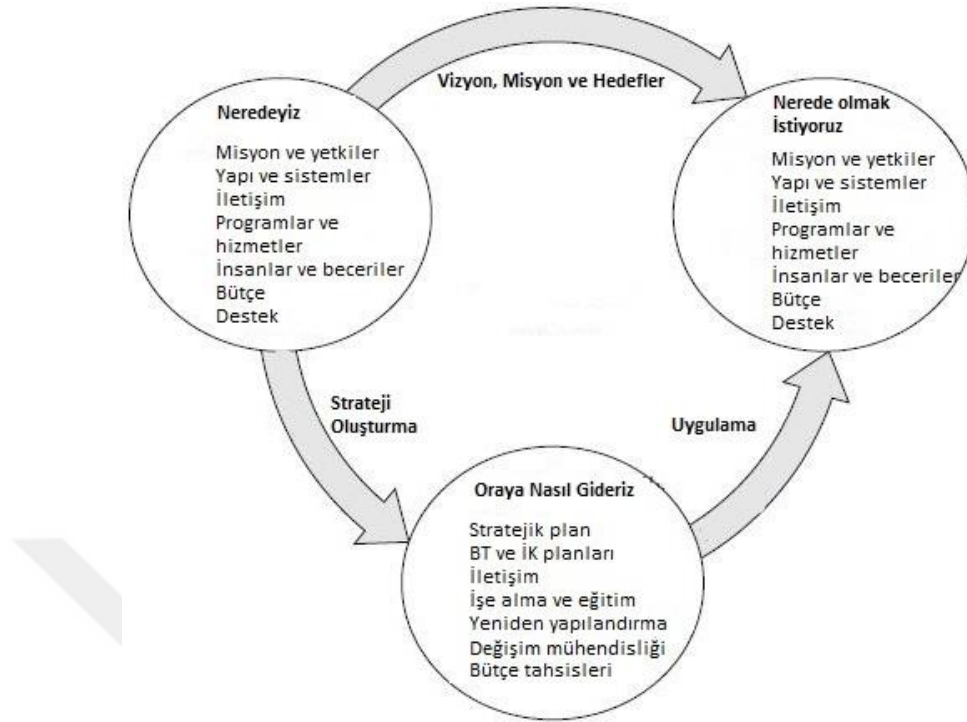 Vizyon, Misyon ve Hedefler
Neredeyiz
Misyon ve yetkiler
Yapı ve sistemler
İletişim
Programlar ve
hizmetler
İnsanlar ve beceriler
Bütçe
Destek
Nerede olmak
İstiyoruz
Misyon ve yetkiler
Yapı ve sistemler
İletişim
Programlar ve
hizmetler
İnsanlar ve beceriler
Bütçe
Destek
Strateji
Oluşturma
Uygulama
Oraya Nasıl Gideriz
Stratejik plan
BT ve İK planları
İletişim
İşe alma ve eğitim
Yeniden yapılandırma
Değişim mühendisliği
Bütçe tahsisleri